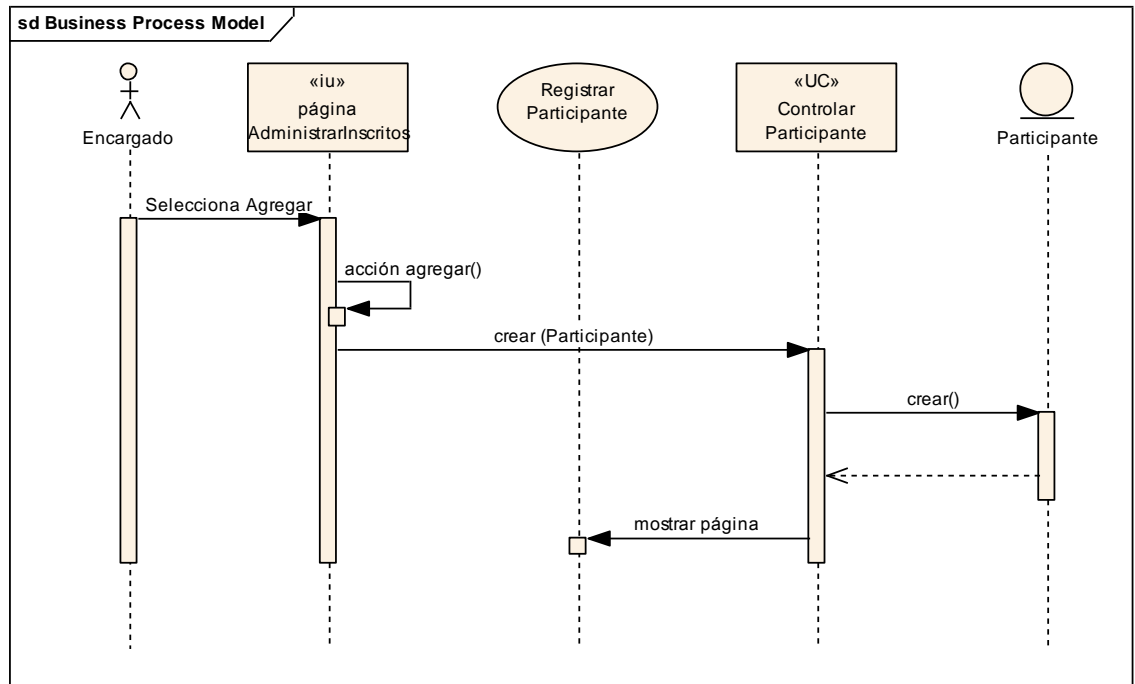 sd Business Process Model
Encargado
«iu»
página
AdministrarInscritos
Registrar
Participante
«UC»
Controlar
Participante
Participante
Selecciona Agregar
acción agregar()
crear (Participante)
crear()
mostrar página